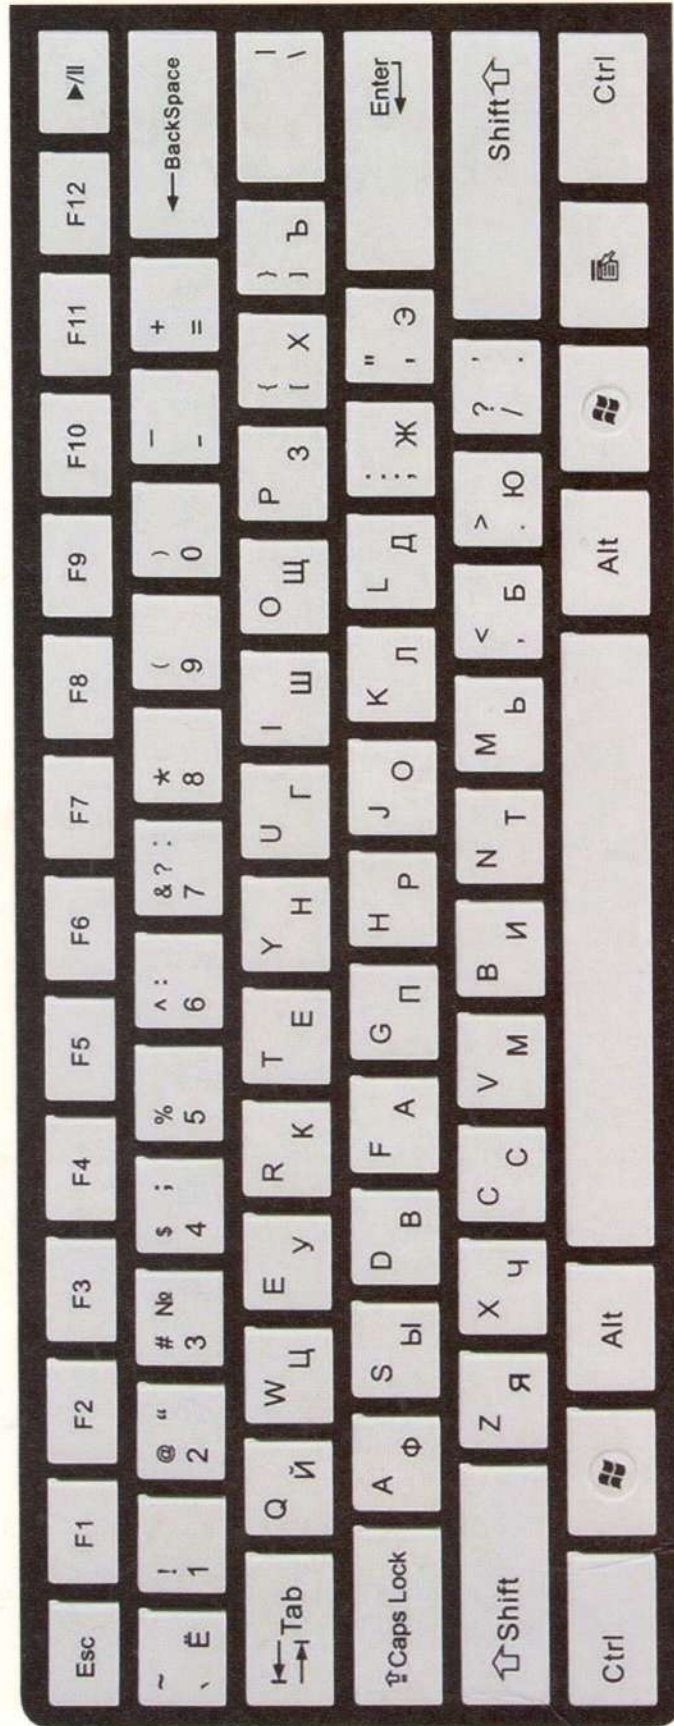 Esc F1 F2 F3 F4 F5 F6 F7 F8 F9 F10 F11 F12 ▶/II
~ ` Ё ! 1 @ “ 2 # № 3 $ ; 4 % 5 ^ : 6 & ? : 7 * 8 ( 9 ) 0 _ - + = ←BackSpace
Tab Q Й W Ц E У R К T Е Y Н U Г I Ш O Щ P З { [ Х } ] Ъ | \
⇪Caps Lock A Ф S Ы D В F А G П H Р J О K Л L Д : ; Ж " ' Э Enter
⇧Shift Z Я X Ч C С V М B И N Т M Ь < , Б > . Ю ? / ' . Shift⇧
Ctrl Alt Alt Ctrl